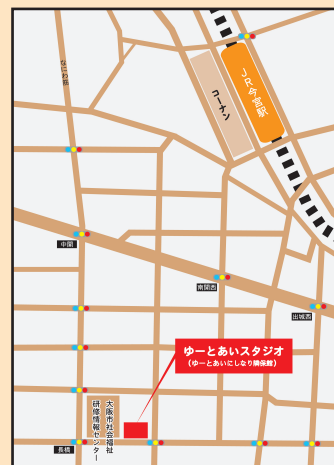 なにわ筋
コーナン
JR今宮駅
中開
南開西
出城西
ゆーとあいスタジオ
(ゆーとあいにしなり隣保館)
大阪市社会福祉
研修情報センター
長橋